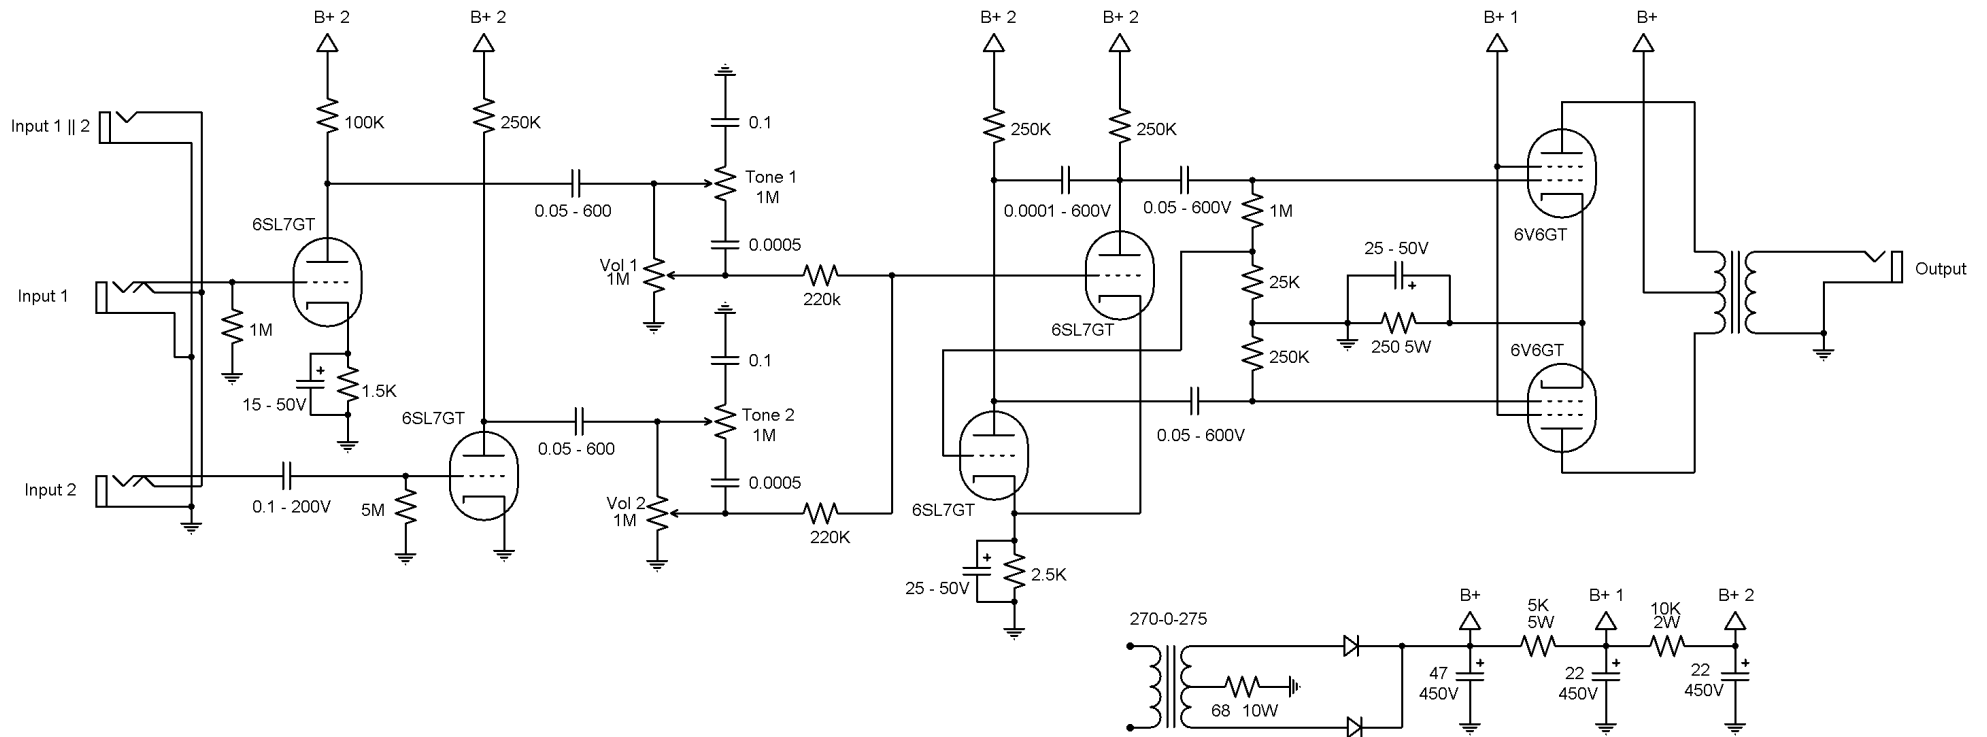 B+ 2
B+ 2
B+ 2
B+ 2
B+ 1
B+
Input 1 || 2
100K
250K
0.1
250K
250K
Tone 1
1M
0.05 - 600
0.0001 - 600V
0.05 - 600V
1M
6SL7GT
6V6GT
0.0005
25 - 50V
Vol 1
1M
Input 1
220k
25K
Output
1M
6SL7GT
250 5W
6V6GT
0.1
250K
15 - 50V
1.5K
6SL7GT
Tone 2
1M
0.05 - 600
0.05 - 600V
Input 2
0.1 - 200V
5M
0.0005
Vol 2
1M
220K
6SL7GT
25 - 50V
2.5K
270-0-275
B+
5K
5W
B+ 1
10K
2W
B+ 2
47
450V
22
450V
22
450V
68 10W